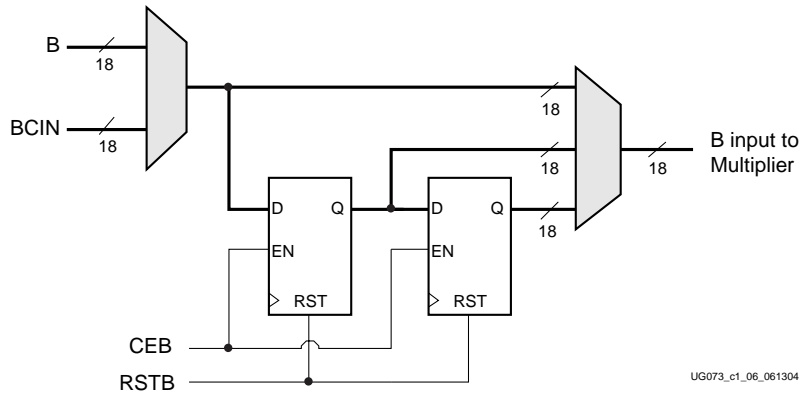 B
18
BCIN
18
18
18
18
18
B input to
Multiplier
D
Q
EN
RST
D
Q
EN
RST
CEB
RSTB
UG073_c1_06_061304